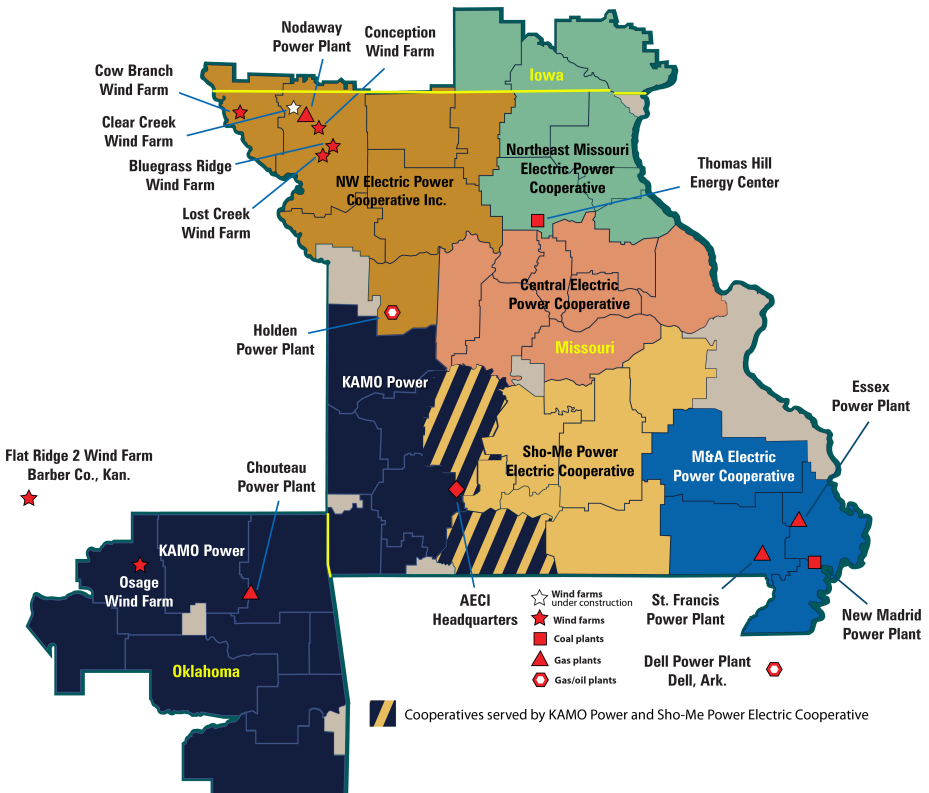 Nodaway
Power Plant
Conception
Wind Farm
Cow Branch
Wind Farm
Iowa
Clear Creek
Wind Farm
Bluegrass Ridge
Wind Farm
Northeast Missouri
Electric Power
Cooperative
Thomas Hill
Energy Center
NW Electric Power
Cooperative Inc.
Lost Creek
Wind Farm
Central Electric
Power Cooperative
Holden
Power Plant
Missouri
KAMO Power
Essex
Power Plant
Flat Ridge 2 Wind Farm
Barber Co., Kan.
Chouteau
Power Plant
Sho-Me Power
Electric Cooperative
M&A Electric
Power Cooperative
KAMO Power
Osage
Wind Farm
AECI
Headquarters
Wind farms
under construction
Wind farms
Coal plants
Gas plants
Gas/oil plants
St. Francis
Power Plant
New Madrid
Power Plant
Dell Power Plant
Dell, Ark.
Oklahoma
Cooperatives served by KAMO Power and Sho-Me Power Electric Cooperative